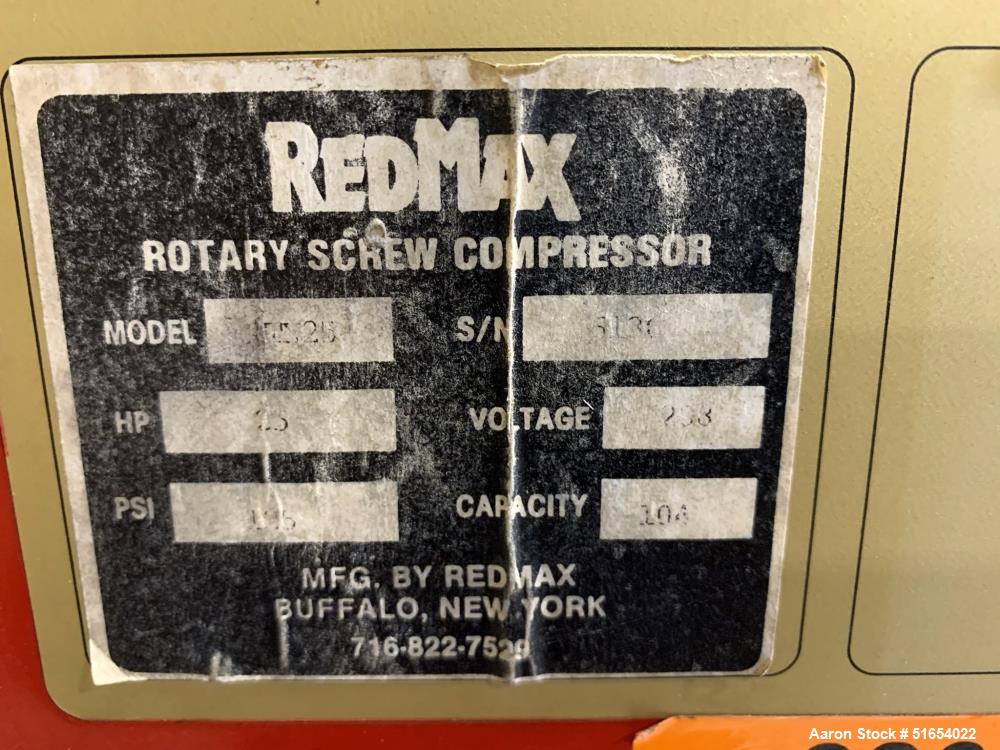 REDMAX
ROTARY SCREW COMPRESSOR
MODEL S/N
HP 25 VOLTAGE
PSI CAPACITY 104
MFG. BY REDMAX
BUFFALO, NEW YORK
Aaron Stock # 51654022